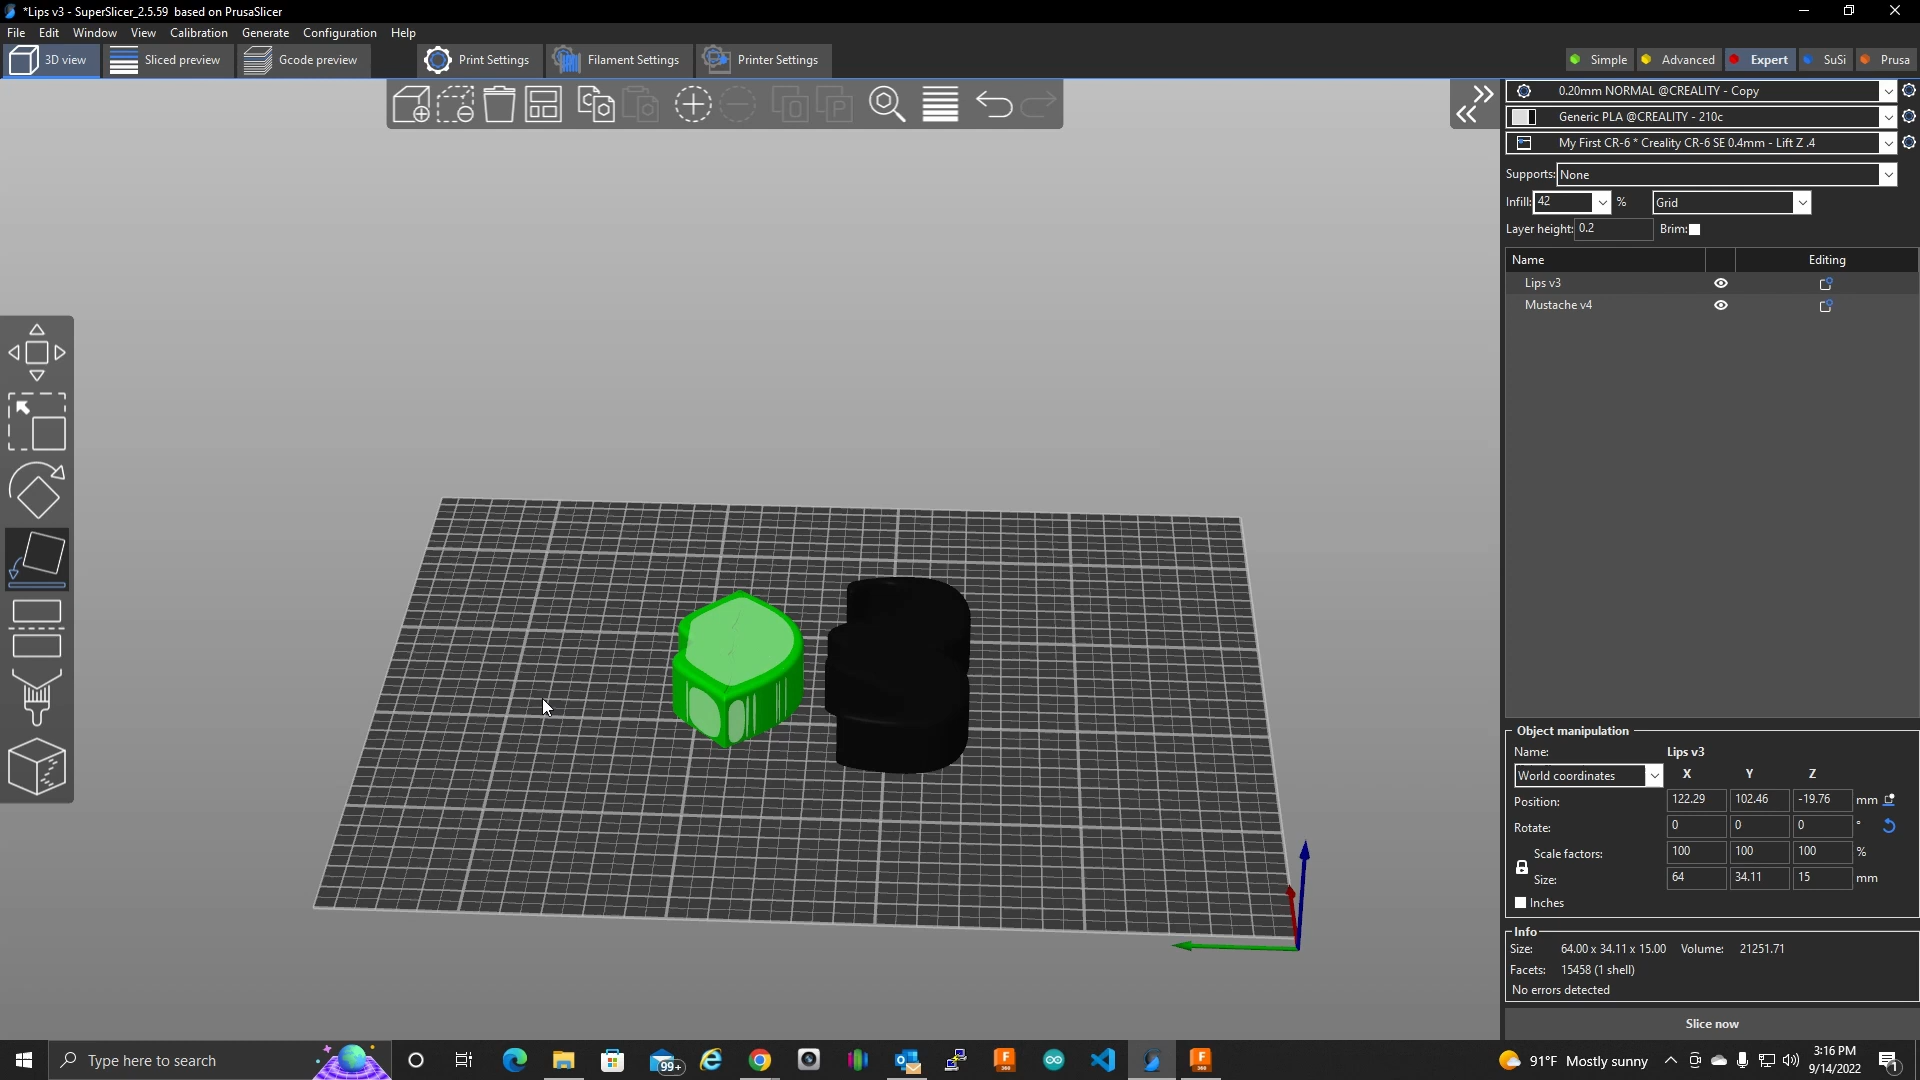 *Lips v3 - SuperSlicer_2.5.59 based on PrusaSlicer
File Edit Window View Calibration Generate Configuration Help
3D view Sliced preview Gcode preview Print Settings Filament Settings Printer Settings Simple Advanced Expert SuSi Prusa
0.20mm NORMAL @CREALITY - Copy
Generic PLA @CREALITY - 210c
My First CR-6 * Creality CR-6 SE 0.4mm - Lift Z .4
Supports: None
Infill: 42 % Grid
Layer height: 0.2 Brim:
Name Editing
Lips v3
Mustache v4
Object manipulation
Name: Lips v3
World coordinates X Y Z
Position: 122.29 102.46 -19.76 mm
Rotate: 0 0 0 °
Scale factors: 100 100 100 %
Size: 64 34.11 15 mm
Inches
Info
Size: 64.00 x 34.11 x 15.00 Volume: 21251.71
Facets: 15458 (1 shell)
No errors detected
Slice now
Type here to search
99+
91°F Mostly sunny
3:16 PM
9/14/2022
1